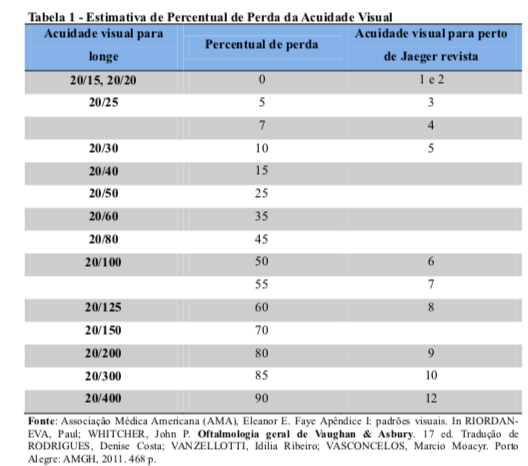 Tabela 1 - Estimativa de Percentual de Perda da Acuidade Visual
Acuidade visual para longe Percentual de perda Acuidade visual para perto de Jaeger revista
20/15, 20/20 0 1 e 2
20/25 5 3
7 4
20/30 10 5
20/40 15
20/50 25
20/60 35
20/80 45
20/100 50 6
55 7
20/125 60 8
20/150 70
20/200 80 9
20/300 85 10
20/400 90 12
Fonte: Associação Médica Americana (AMA), Eleanor E. Faye Apêndice I: padrões visuais. In RIORDAN-
EVA, Paul; WHITCHER, John P. Oftalmologia geral de Vaughan & Asbury. 17 ed. Tradução de
RODRIGUES, Denise Costa; VANZELLOTTI, Idilia Ribeiro; VASCONCELOS, Marcio Moacyr. Porto
Alegre: AMGH, 2011. 468 p.